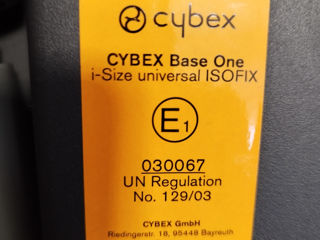 cybex
CYBEX Base One
i-Size universal ISOFIX
E1
030067
UN Regulation
No. 129/03
CYBEX GmbH
Riedingerstr. 18, 95448 Bayreuth